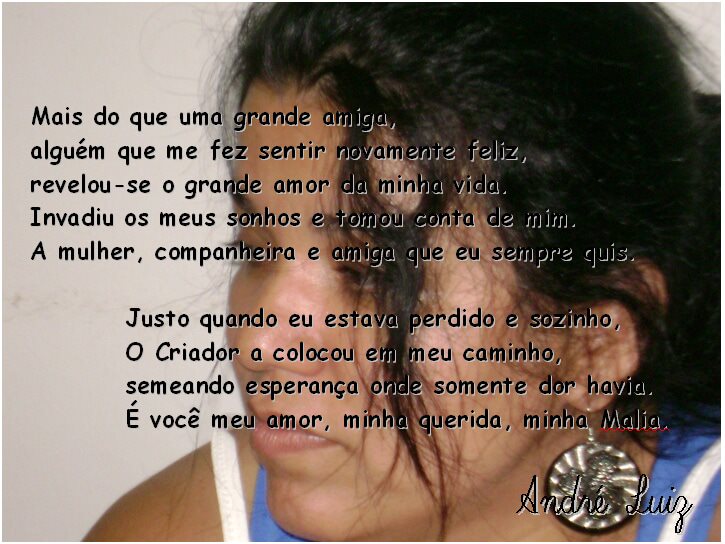 Mais do que uma grande amiga,
alguém que me fez sentir novamente feliz,
revelou-se o grande amor da minha vida.
Invadiu os meus sonhos e tomou conta de mim.
A mulher, companheira e amiga que eu sempre quis.
Justo quando eu estava perdido e sozinho,
O Criador a colocou em meu caminho,
semeando esperança onde somente dor havia.
É você meu amor, minha querida, minha Malia.
André Luiz